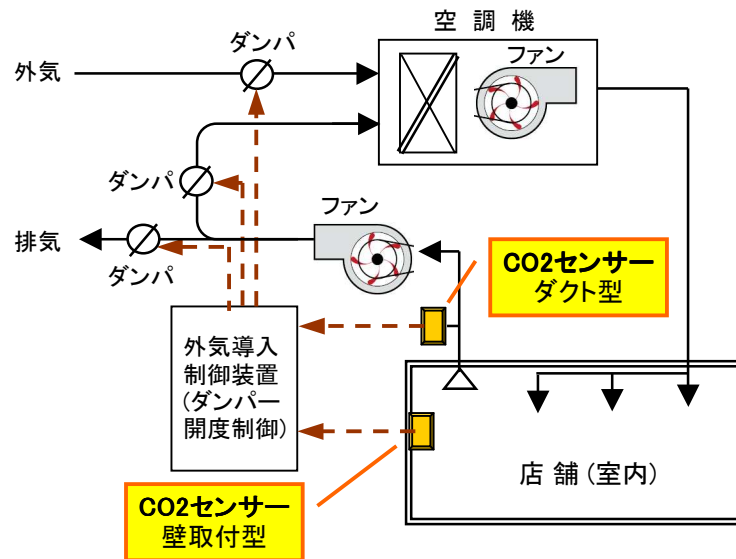 空 調 機
ダンパ
ファン
外気
ダンパ
ファン
排気
ダンパ
CO2センサー
ダクト型
外気導入
制御装置
(ダンパー
開度制御)
店 舗 (室内)
CO2センサー
壁取付型